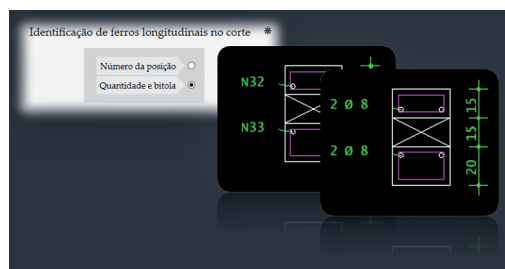 Identificação de ferros longitudinais no corte *
Número da posição
Quantidade e bitola
N32
N33
2 Ø 8
2 Ø 8
15
15
20